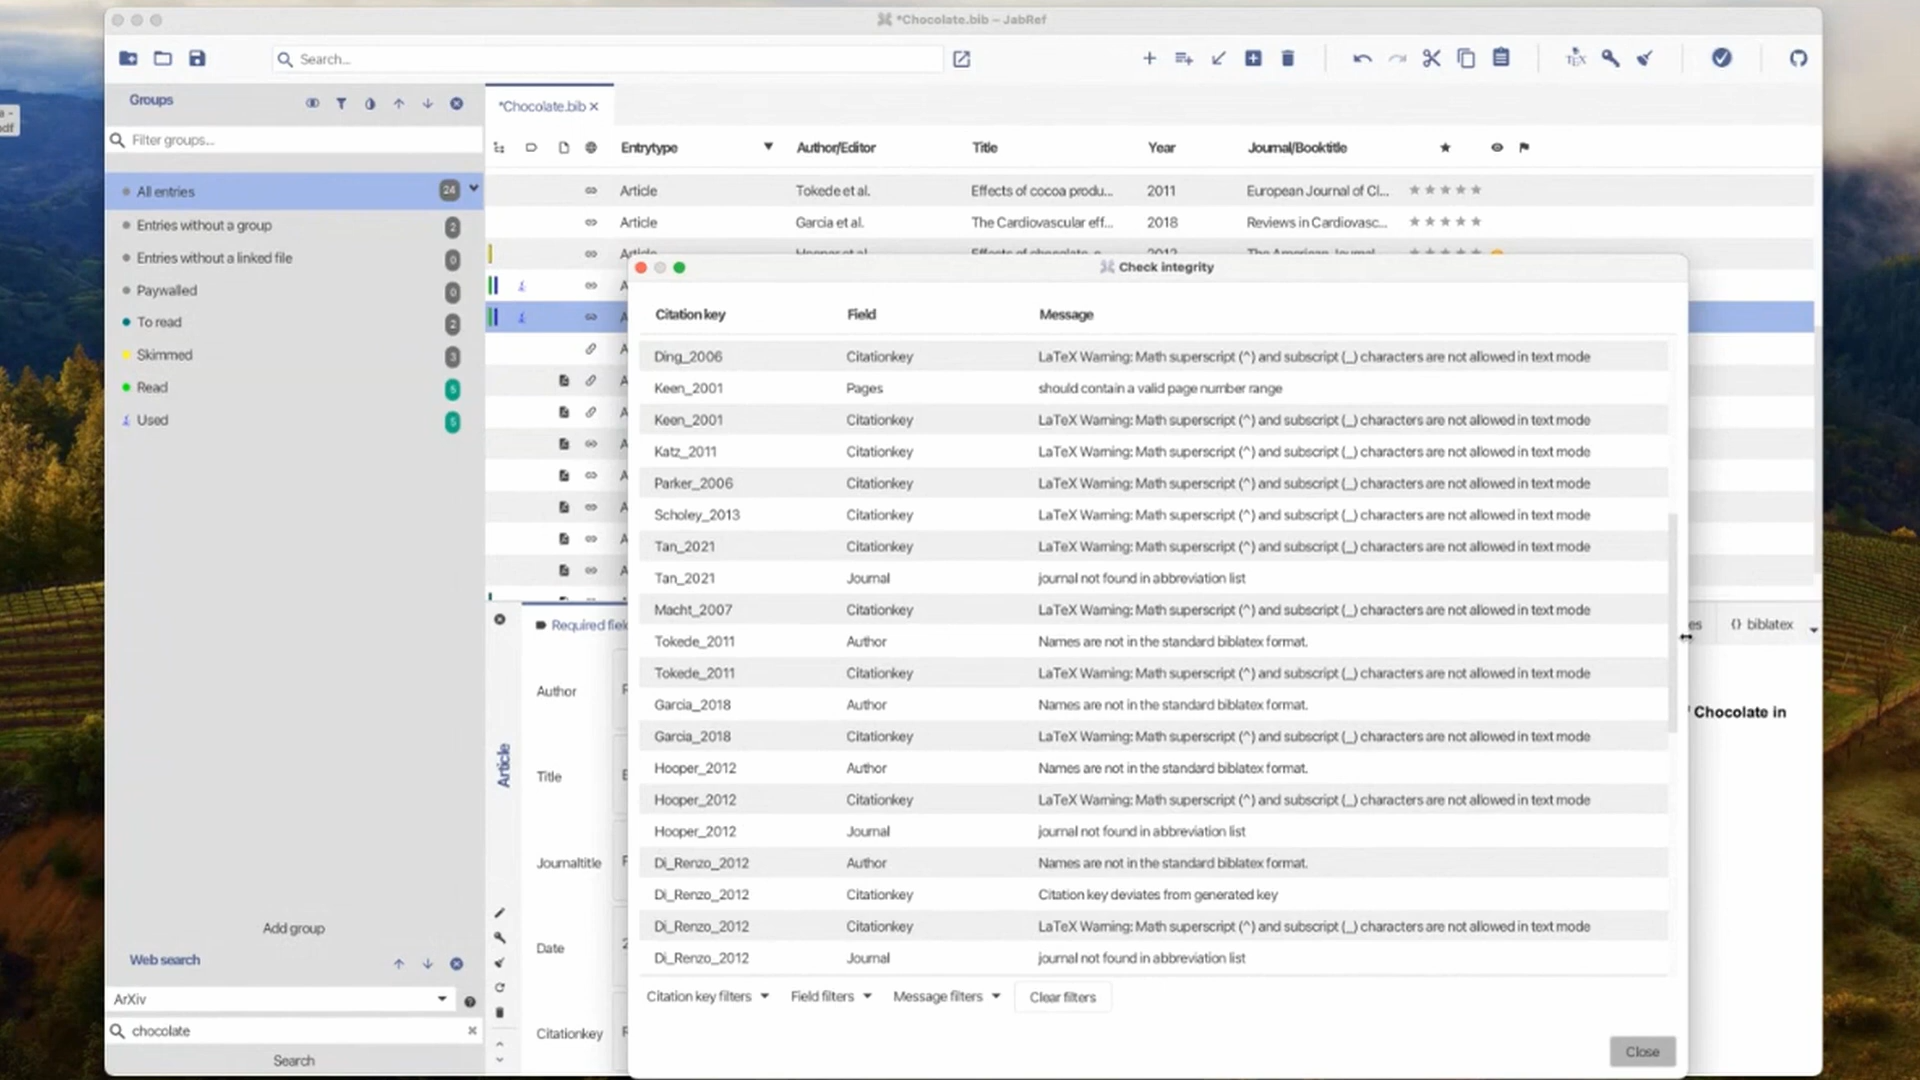 *Chocolate.bib – JabRef
Search...
Groups
Filter groups...
All entries 24
Entries without a group 2
Entries without a linked file 0
Paywalled 0
To read 2
Skimmed 3
Read 5
Used 5
Add group
Web search
ArXiv
chocolate
Search
*Chocolate.bib
Entrytype Author/Editor Title Year Journal/Booktitle
Article Tokede et al. Effects of cocoa produ... 2011 European Journal of Cl...
Article Garcia et al. The Cardiovascular eff... 2018 Reviews in Cardiovasc...
Article Hooper et al. Effects of chocolate, c... 2012 The American Journal...
Article
Required fiel
Author
Title
Journaltitle
Date
Citationkey
{} biblatex
Chocolate in
Check integrity
Citation key Field Message
Ding_2006 Citationkey LaTeX Warning: Math superscript (^) and subscript (_) characters are not allowed in text mode
Keen_2001 Pages should contain a valid page number range
Keen_2001 Citationkey LaTeX Warning: Math superscript (^) and subscript (_) characters are not allowed in text mode
Katz_2011 Citationkey LaTeX Warning: Math superscript (^) and subscript (_) characters are not allowed in text mode
Parker_2006 Citationkey LaTeX Warning: Math superscript (^) and subscript (_) characters are not allowed in text mode
Scholey_2013 Citationkey LaTeX Warning: Math superscript (^) and subscript (_) characters are not allowed in text mode
Tan_2021 Citationkey LaTeX Warning: Math superscript (^) and subscript (_) characters are not allowed in text mode
Tan_2021 Journal journal not found in abbreviation list
Macht_2007 Citationkey LaTeX Warning: Math superscript (^) and subscript (_) characters are not allowed in text mode
Tokede_2011 Author Names are not in the standard biblatex format.
Tokede_2011 Citationkey LaTeX Warning: Math superscript (^) and subscript (_) characters are not allowed in text mode
Garcia_2018 Author Names are not in the standard biblatex format.
Garcia_2018 Citationkey LaTeX Warning: Math superscript (^) and subscript (_) characters are not allowed in text mode
Hooper_2012 Author Names are not in the standard biblatex format.
Hooper_2012 Citationkey LaTeX Warning: Math superscript (^) and subscript (_) characters are not allowed in text mode
Hooper_2012 Journal journal not found in abbreviation list
Di_Renzo_2012 Author Names are not in the standard biblatex format.
Di_Renzo_2012 Citationkey Citation key deviates from generated key
Di_Renzo_2012 Citationkey LaTeX Warning: Math superscript (^) and subscript (_) characters are not allowed in text mode
Di_Renzo_2012 Journal journal not found in abbreviation list
Citation key filters Field filters Message filters Clear filters
Close